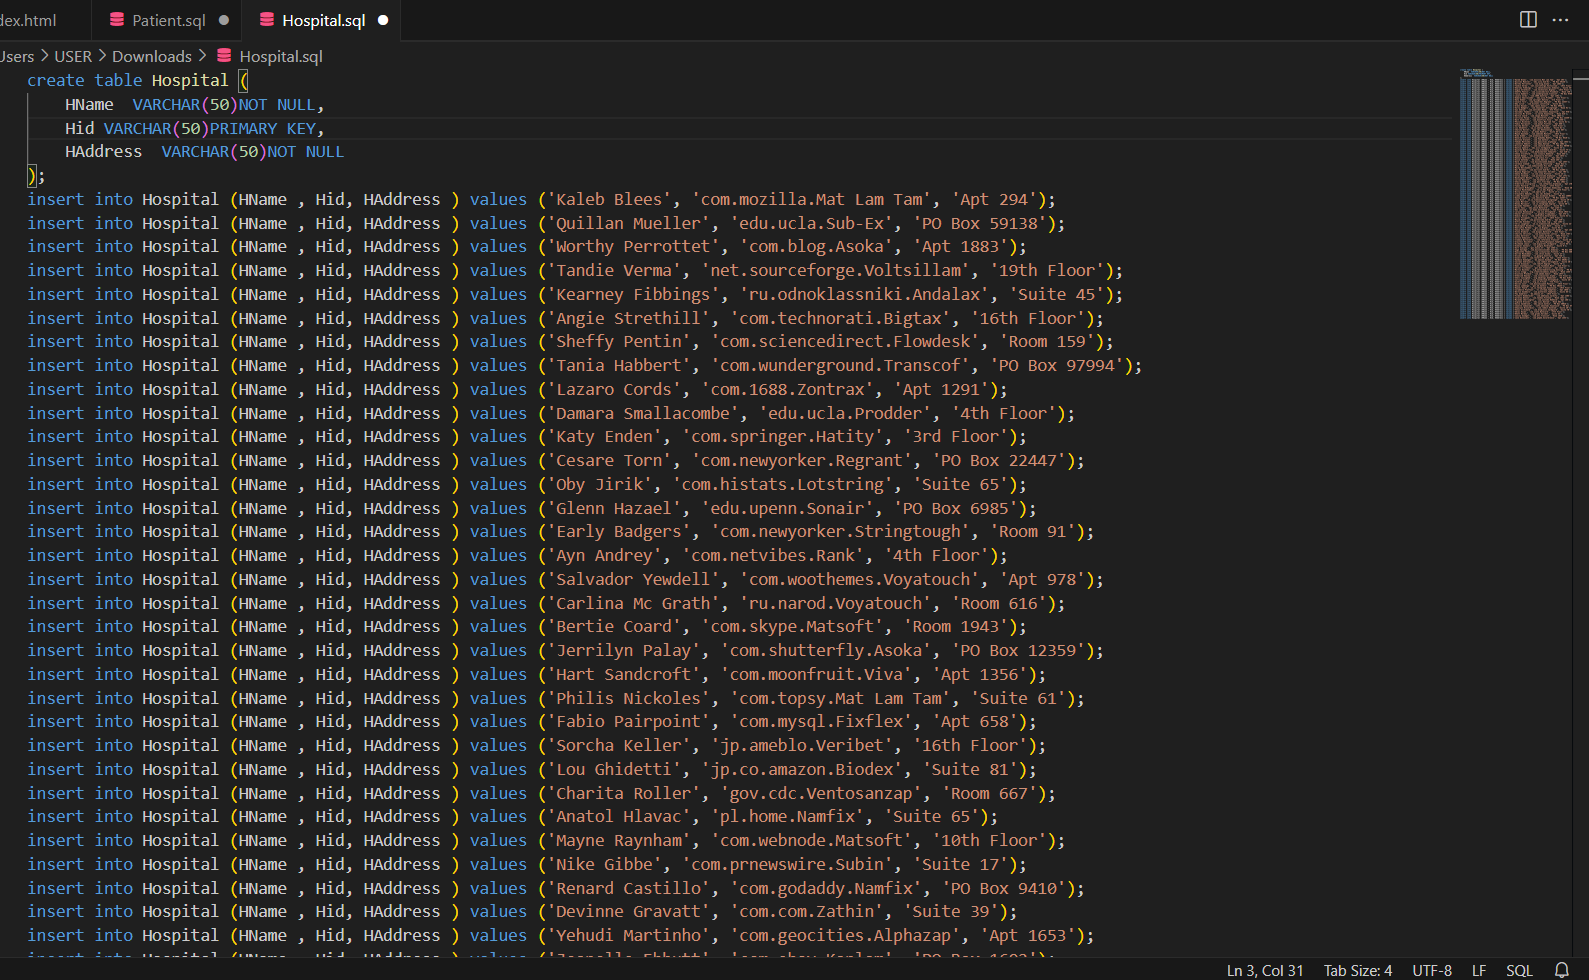 dex.html Patient.sql Hospital.sql
Users > USER > Downloads > Hospital.sql
create table Hospital (
HName VARCHAR(50)NOT NULL,
Hid VARCHAR(50)PRIMARY KEY,
HAddress VARCHAR(50)NOT NULL
);
insert into Hospital (HName , Hid, HAddress ) values ('Kaleb Blees', 'com.mozilla.Mat Lam Tam', 'Apt 294');
insert into Hospital (HName , Hid, HAddress ) values ('Quillan Mueller', 'edu.ucla.Sub-Ex', 'PO Box 59138');
insert into Hospital (HName , Hid, HAddress ) values ('Worthy Perrottet', 'com.blog.Asoka', 'Apt 1883');
insert into Hospital (HName , Hid, HAddress ) values ('Tandie Verma', 'net.sourceforge.Voltsillam', '19th Floor');
insert into Hospital (HName , Hid, HAddress ) values ('Kearney Fibbings', 'ru.odnoklassniki.Andalax', 'Suite 45');
insert into Hospital (HName , Hid, HAddress ) values ('Angie Strethill', 'com.technorati.Bigtax', '16th Floor');
insert into Hospital (HName , Hid, HAddress ) values ('Sheffy Pentin', 'com.sciencedirect.Flowdesk', 'Room 159');
insert into Hospital (HName , Hid, HAddress ) values ('Tania Habbert', 'com.wunderground.Transcof', 'PO Box 97994');
insert into Hospital (HName , Hid, HAddress ) values ('Lazaro Cords', 'com.1688.Zontrax', 'Apt 1291');
insert into Hospital (HName , Hid, HAddress ) values ('Damara Smallacombe', 'edu.ucla.Prodder', '4th Floor');
insert into Hospital (HName , Hid, HAddress ) values ('Katy Enden', 'com.springer.Hatity', '3rd Floor');
insert into Hospital (HName , Hid, HAddress ) values ('Cesare Torn', 'com.newyorker.Regrant', 'PO Box 22447');
insert into Hospital (HName , Hid, HAddress ) values ('Oby Jirik', 'com.histats.Lotstring', 'Suite 65');
insert into Hospital (HName , Hid, HAddress ) values ('Glenn Hazael', 'edu.upenn.Sonair', 'PO Box 6985');
insert into Hospital (HName , Hid, HAddress ) values ('Early Badgers', 'com.newyorker.Stringtough', 'Room 91');
insert into Hospital (HName , Hid, HAddress ) values ('Ayn Andrey', 'com.netvibes.Rank', '4th Floor');
insert into Hospital (HName , Hid, HAddress ) values ('Salvador Yewdell', 'com.woothemes.Voyatouch', 'Apt 978');
insert into Hospital (HName , Hid, HAddress ) values ('Carlina Mc Grath', 'ru.narod.Voyatouch', 'Room 616');
insert into Hospital (HName , Hid, HAddress ) values ('Bertie Coard', 'com.skype.Matsoft', 'Room 1943');
insert into Hospital (HName , Hid, HAddress ) values ('Jerrilyn Palay', 'com.shutterfly.Asoka', 'PO Box 12359');
insert into Hospital (HName , Hid, HAddress ) values ('Hart Sandcroft', 'com.moonfruit.Viva', 'Apt 1356');
insert into Hospital (HName , Hid, HAddress ) values ('Philis Nickoles', 'com.topsy.Mat Lam Tam', 'Suite 61');
insert into Hospital (HName , Hid, HAddress ) values ('Fabio Pairpoint', 'com.mysql.Fixflex', 'Apt 658');
insert into Hospital (HName , Hid, HAddress ) values ('Sorcha Keller', 'jp.ameblo.Veribet', '16th Floor');
insert into Hospital (HName , Hid, HAddress ) values ('Lou Ghidetti', 'jp.co.amazon.Biodex', 'Suite 81');
insert into Hospital (HName , Hid, HAddress ) values ('Charita Roller', 'gov.cdc.Ventosanzap', 'Room 667');
insert into Hospital (HName , Hid, HAddress ) values ('Anatol Hlavac', 'pl.home.Namfix', 'Suite 65');
insert into Hospital (HName , Hid, HAddress ) values ('Mayne Raynham', 'com.webnode.Matsoft', '10th Floor');
insert into Hospital (HName , Hid, HAddress ) values ('Nike Gibbe', 'com.prnewswire.Subin', 'Suite 17');
insert into Hospital (HName , Hid, HAddress ) values ('Renard Castillo', 'com.godaddy.Namfix', 'PO Box 9410');
insert into Hospital (HName , Hid, HAddress ) values ('Devinne Gravatt', 'com.com.Zathin', 'Suite 39');
insert into Hospital (HName , Hid, HAddress ) values ('Yehudi Martinho', 'com.geocities.Alphazap', 'Apt 1653');
Ln 3, Col 31 Tab Size: 4 UTF-8 LF SQL